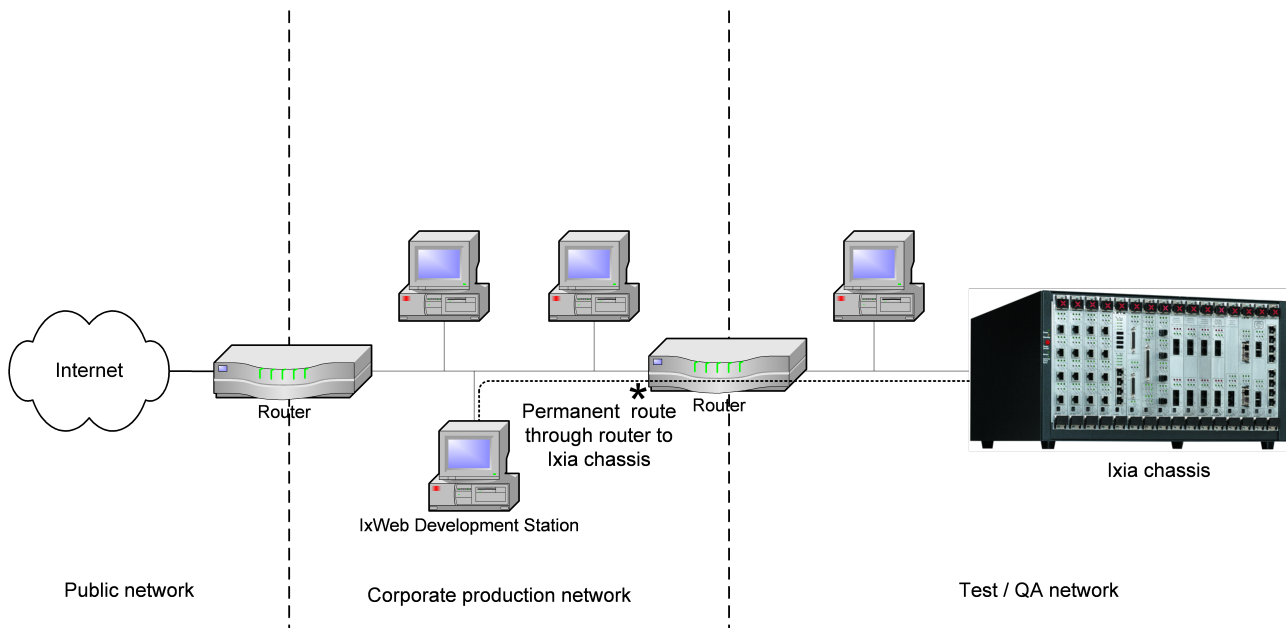 Internet
Router
Router
*
Permanent route
through router to
Ixia chassis
Ixia chassis
IxWeb Development Station
Public network
Corporate production network
Test / QA network